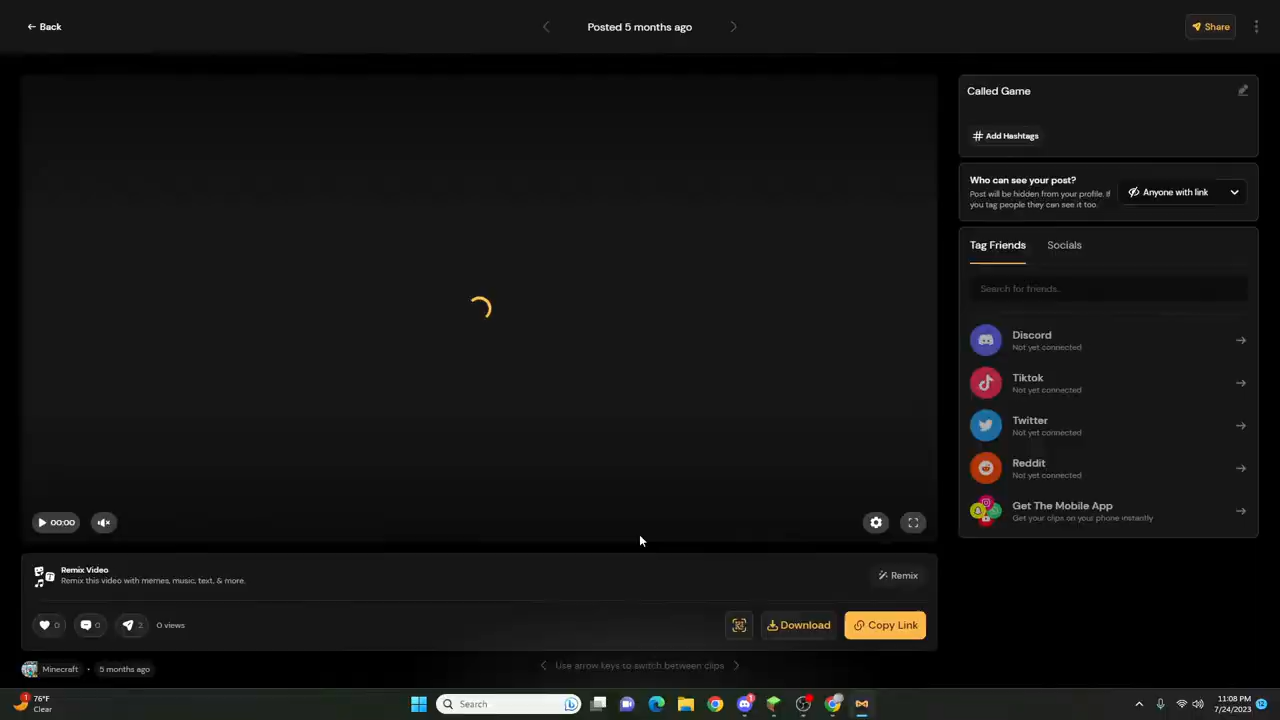 ← Back
Posted 5 months ago
Share
Called Game
# Add Hashtags
Who can see your post?
Post will be hidden from your profile. If
you tag people they can see it too.
Anyone with link
Tag Friends
Socials
Search for friends..
Discord
Not yet connected
Tiktok
Not yet connected
Twitter
Not yet connected
Reddit
Not yet connected
Get The Mobile App
Get your clips on your phone instantly
00:00
Remix Video
Remix this video with memes, music, text, & more.
Remix
0
0
2
0 views
Download
Copy Link
Minecraft
•
5 months ago
Use arrow keys to switch between clips
1
76°F
Clear
Search
11:08 PM
7/24/2023